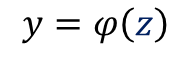 y = φ(z)